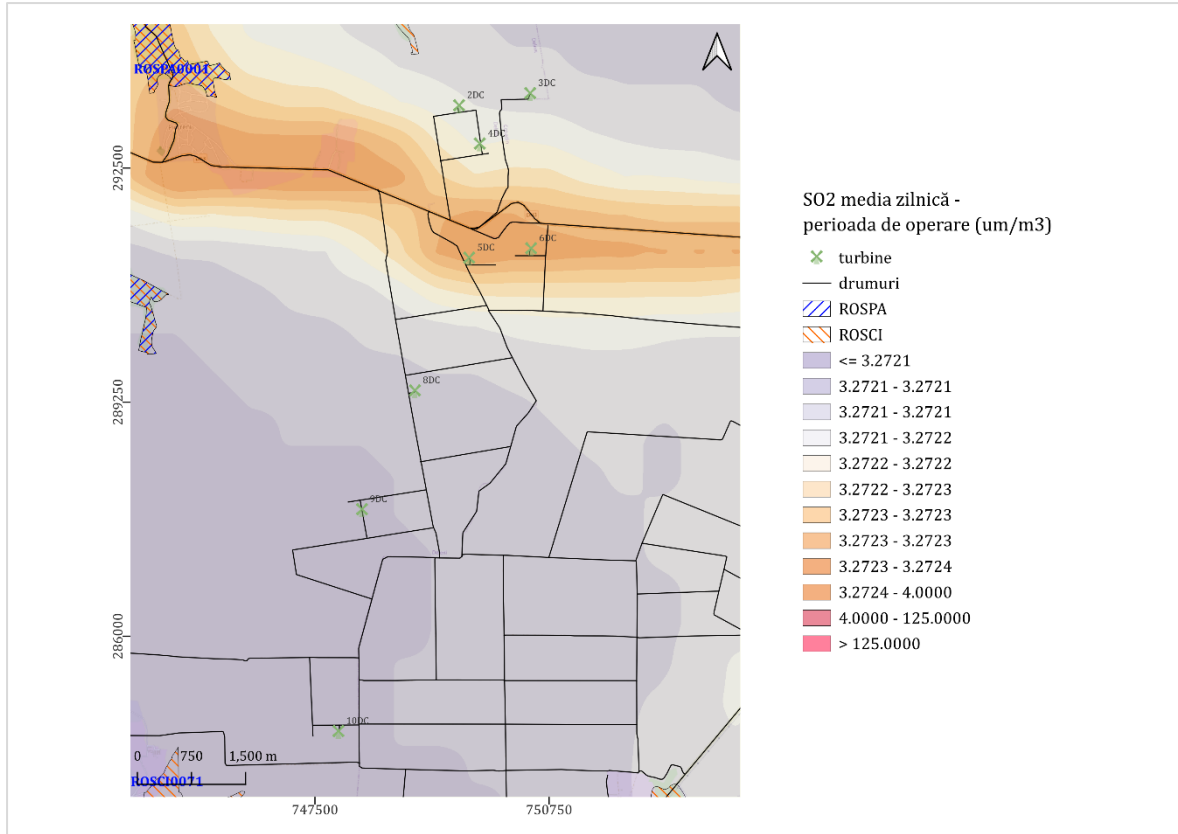 ROSPA0001
3DC
2DC
4DC
5DC
6DC
8DC
9DC
10DC
0 750 1,500 m
ROSCI0071
292500
289250
286000
747500 750750
SO2 media zilnică -
perioada de operare (um/m3)
turbine
drumuri
ROSPA
ROSCI
<= 3.2721
3.2721 - 3.2721
3.2721 - 3.2721
3.2721 - 3.2722
3.2722 - 3.2722
3.2722 - 3.2723
3.2723 - 3.2723
3.2723 - 3.2723
3.2723 - 3.2724
3.2724 - 4.0000
4.0000 - 125.0000
> 125.0000